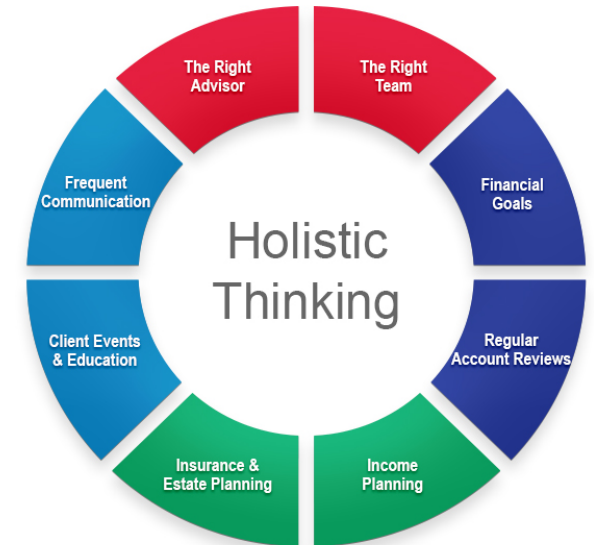 The Right
Advisor
The Right
Team
Frequent
Communication
Financial
Goals
Holistic
Thinking
Client Events
& Education
Regular
Account Reviews
Insurance &
Estate Planning
Income
Planning